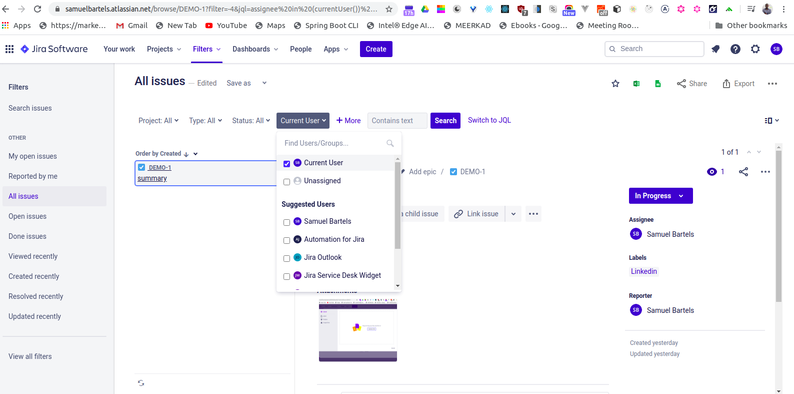 samuelbartels.atlassian.net/browse/DEMO-1?filter=-4&jql=assignee%20in%20(currentUser())%2...
Apps https://marke... Gmail New Tab YouTube Maps Spring Boot CLI Intel® Edge AI... MEERKAD Ebooks - Goog... Meeting Roo... Other bookmarks
New
Jira Software Your work Projects Filters Dashboards People Apps Create Search SB
Filters
Search issues
OTHER
My open issues
Reported by me
All issues
Open issues
Done issues
Viewed recently
Created recently
Resolved recently
Updated recently
View all filters
All issues Edited Save as
Share Export
Project: All Type: All Status: All Current User + More Contains text Search Switch to JQL
Find Users/Groups...
Current User
Unassigned
Suggested Users
Samuel Bartels
Automation for Jira
Jira Outlook
Jira Service Desk Widget
Order by Created
DEMO-1
summary
1 of 1
Add epic / DEMO-1
1
a child issue Link issue
In Progress
Assignee
SB Samuel Bartels
Labels
Linkedin
Reporter
SB Samuel Bartels
Created yesterday
Updated yesterday